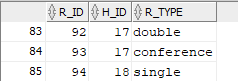 R_ID H_ID R_TYPE
83 92 17 double
84 93 17 conference
85 94 18 single